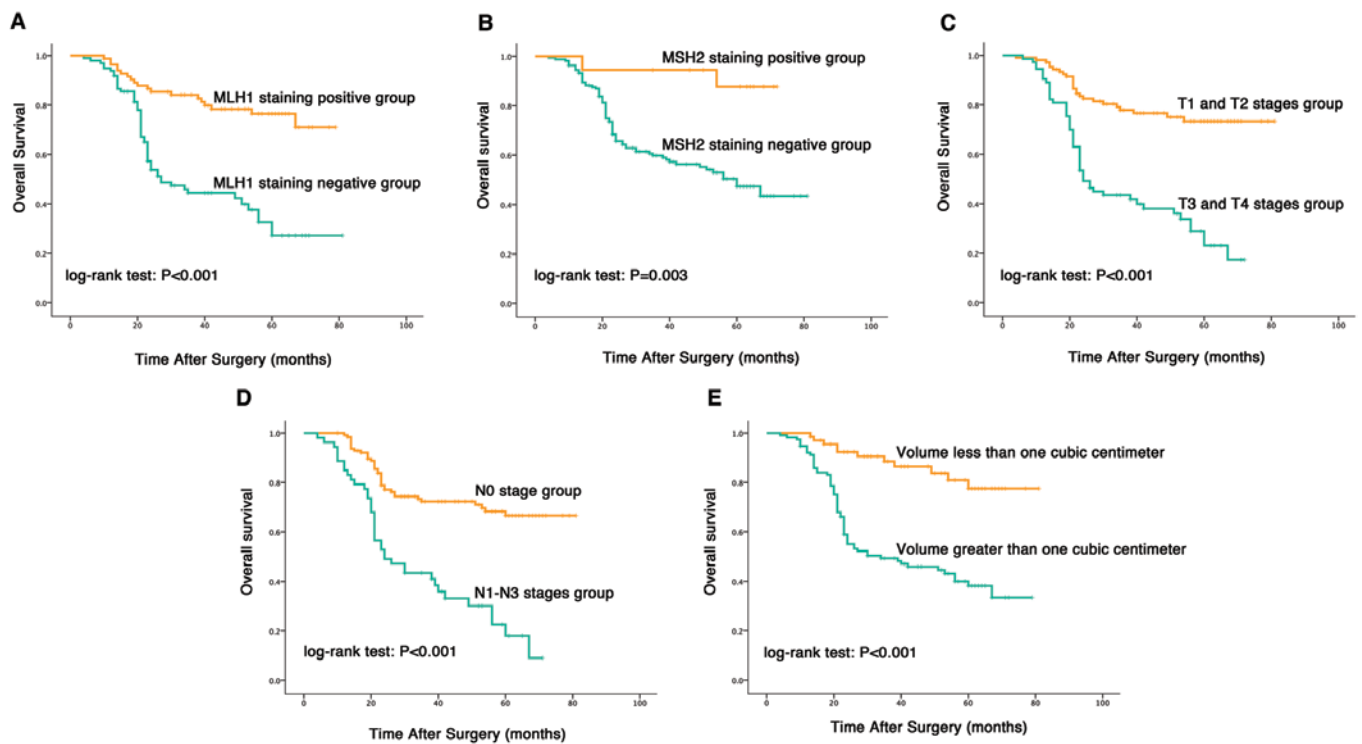 A
Overall Survival
1.0
0.8
0.6
0.4
0.2
0.0
MLH1 staining positive group
MLH1 staining negative group
log-rank test: P<0.001
0 20 40 60 80 100
Time After Surgery (months)
B
Overall survival
1.0
0.8
0.6
0.4
0.2
0.0
MSH2 staining positive group
MSH2 staining negative group
log-rank test: P=0.003
0 20 40 60 80 100
Time After Surgery (months)
C
Overall survival
1.0
0.8
0.6
0.4
0.2
0.0
T1 and T2 stages group
T3 and T4 stages group
log-rank test: P<0.001
0 20 40 60 80 100
Time After Surgery (months)
D
Overall survival
1.0
0.8
0.6
0.4
0.2
0.0
N0 stage group
N1-N3 stages group
log-rank test: P<0.001
0 20 40 60 80 100
Time After Surgery (months)
E
Overall survival
1.0
0.8
0.6
0.4
0.2
0.0
Volume less than one cubic centimeter
Volume greater than one cubic centimeter
log-rank test: P<0.001
0 20 40 60 80 100
Time After Surgery (months)